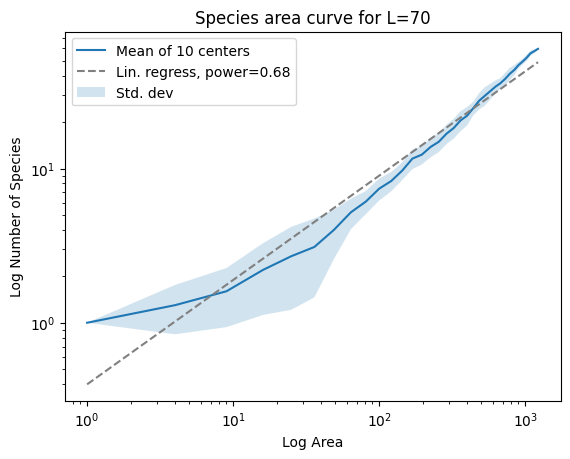 Species area curve for L=70
Mean of 10 centers
Lin. regress, power=0.68
Std. dev
Log Number of Species
10¹
10⁰
10⁰
10¹
10²
10³
Log Area